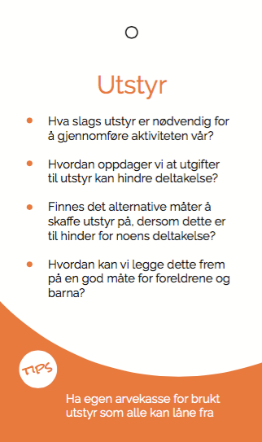 Utstyr
• Hva slags utstyr er nødvendig for
å gjennomføre aktiviteten vår?
• Hvordan oppdager vi at utgifter
til utstyr kan hindre deltakelse?
• Finnes det alternative måter å
skaffe utstyr på, dersom dette er
til hinder for noens deltakelse?
• Hvordan kan vi legge dette frem
på en god måte for foreldrene og
barna?
TIPS
Ha egen arvekasse for brukt
utstyr som alle kan låne fra